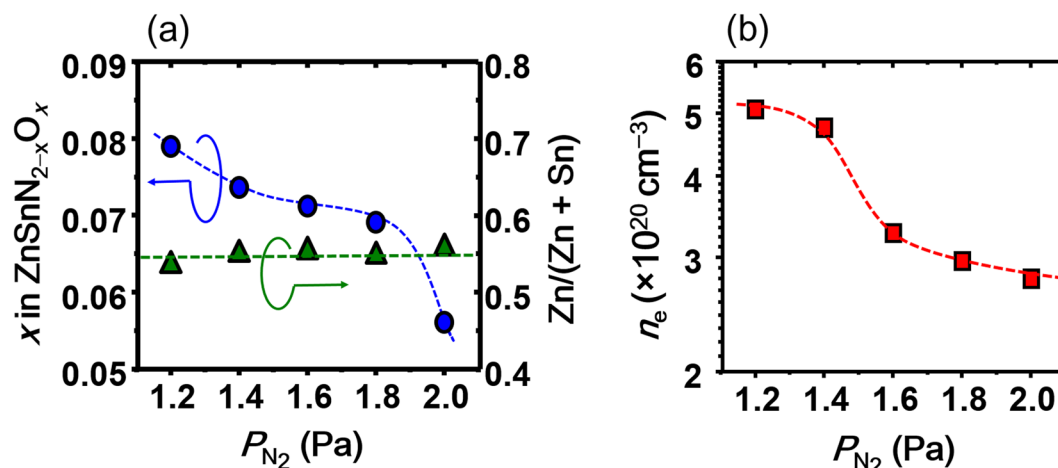 (a)
0.09
0.08
0.07
0.06
0.05
x in ZnSnN2−xOx
0.8
0.7
0.6
0.5
0.4
Zn/(Zn + Sn)
1.2 1.4 1.6 1.8 2.0
PN2 (Pa)
(b)
6
5
4
3
2
ne (×10²⁰ cm⁻³)
1.2 1.4 1.6 1.8 2.0
PN2 (Pa)